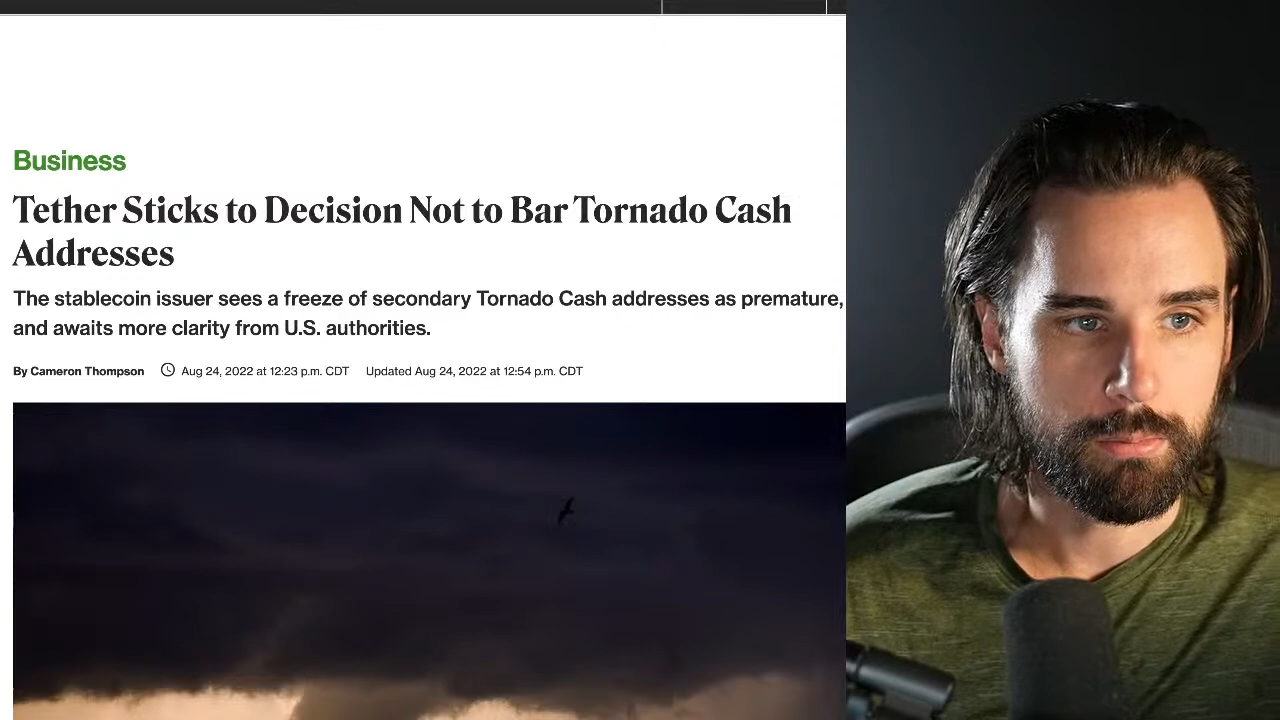 Business
Tether Sticks to Decision Not to Bar Tornado Cash
Addresses
The stablecoin issuer sees a freeze of secondary Tornado Cash addresses as premature,
and awaits more clarity from U.S. authorities.
By Cameron Thompson Aug 24, 2022 at 12:23 p.m. CDT Updated Aug 24, 2022 at 12:54 p.m. CDT